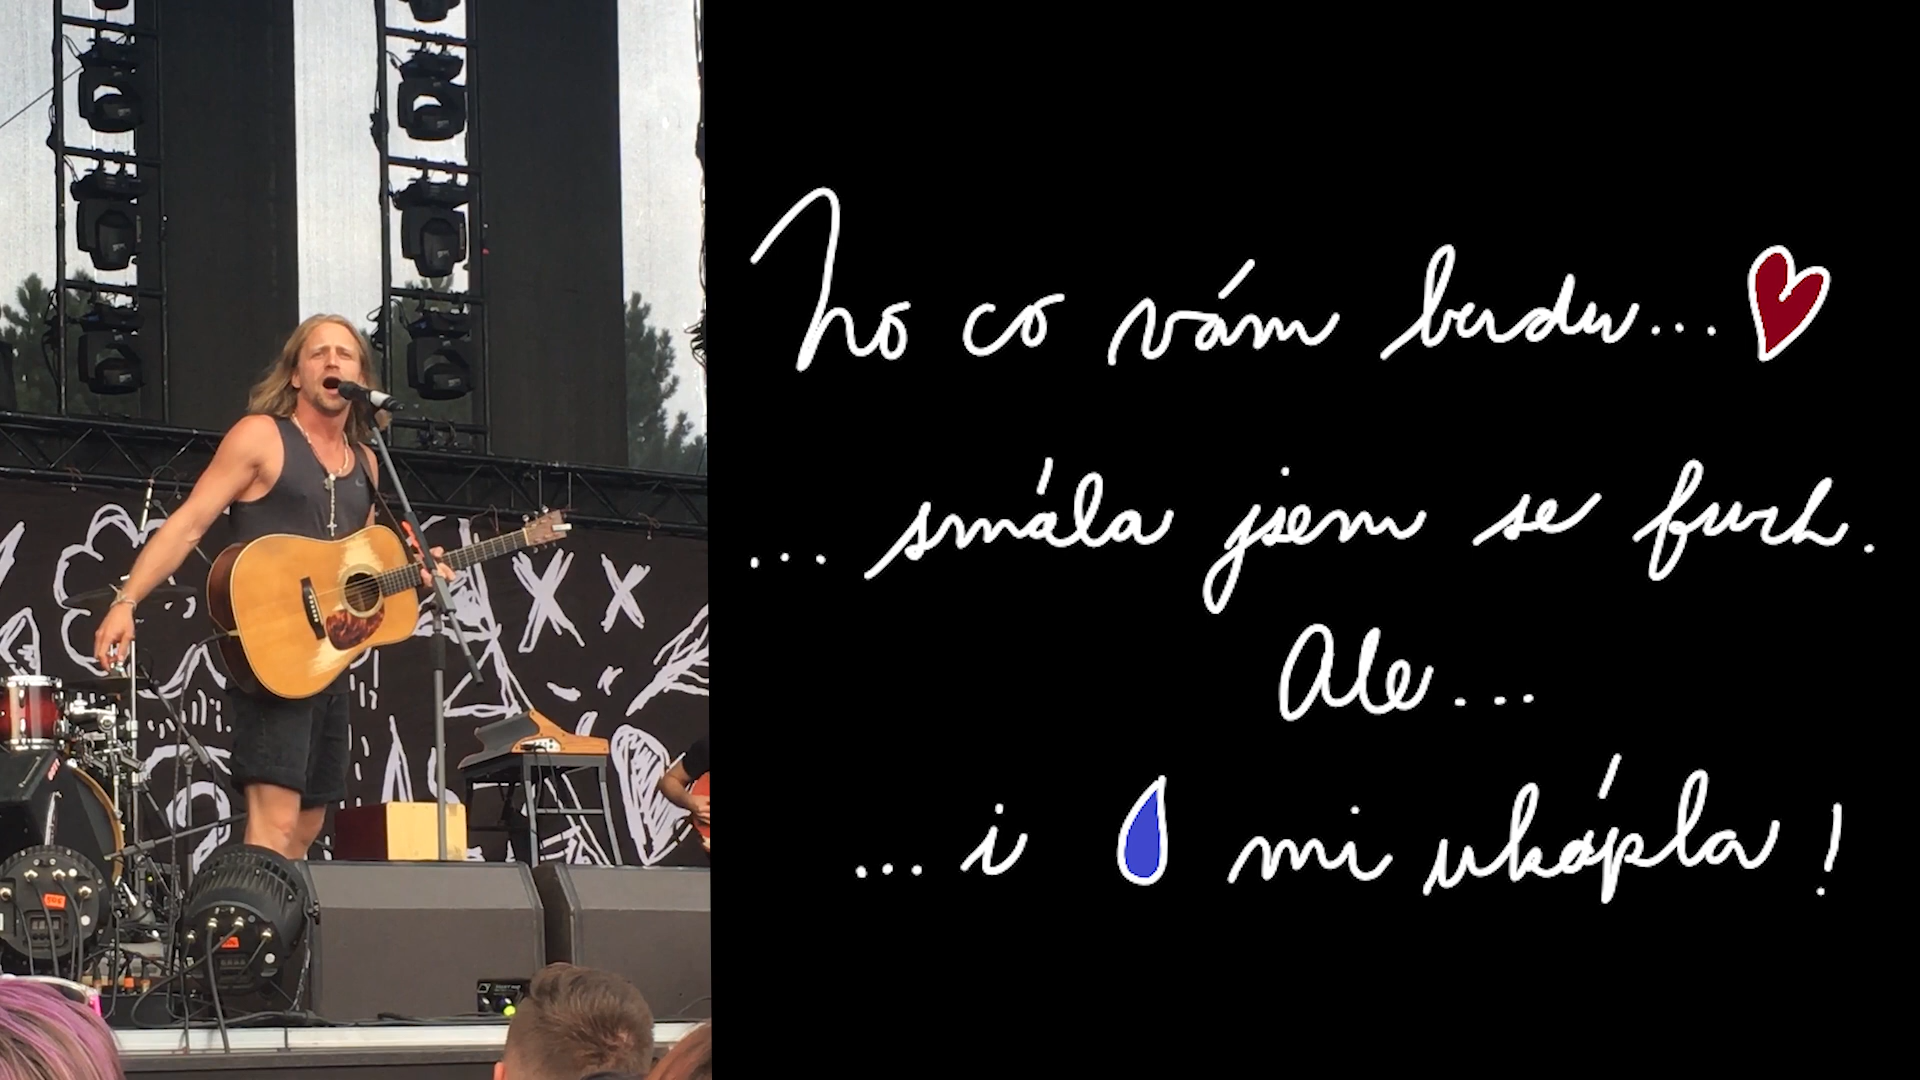 No co vám budu...
... smála jsem se furt.
Ale...
... i mi ukápla!